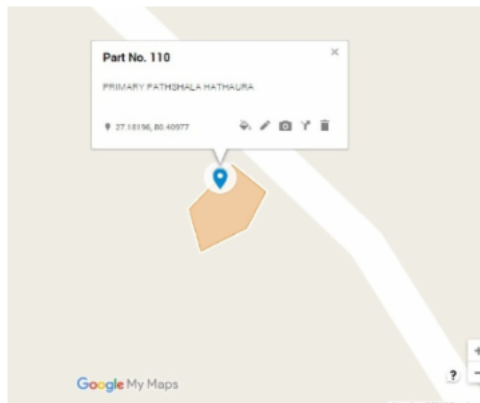 Part No. 110
PRIMARY PATHSHALA HATHAURA
27.18196, 80.40977
Google My Maps
?
+
−